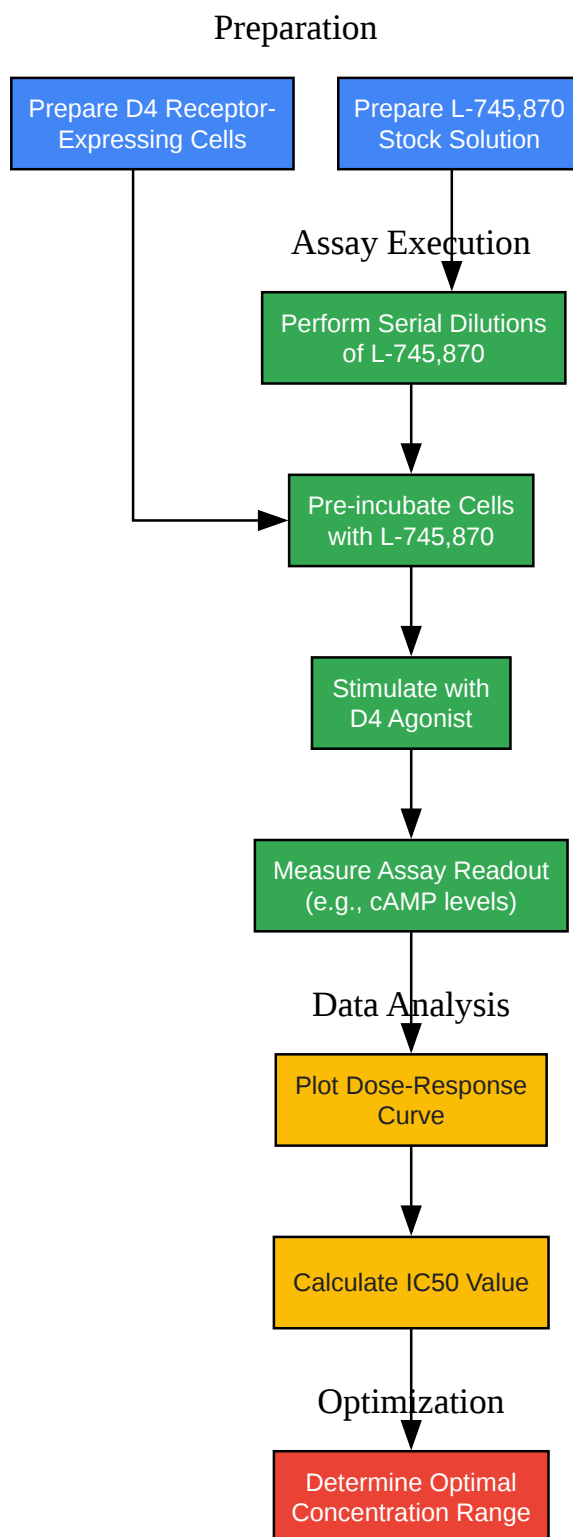 Preparation
Prepare D4 Receptor-
Expressing Cells
Prepare L-745,870
Stock Solution
Assay Execution
Perform Serial Dilutions
of L-745,870
Pre-incubate Cells
with L-745,870
Stimulate with
D4 Agonist
Measure Assay Readout
(e.g., cAMP levels)
Data Analysis
Plot Dose-Response
Curve
Calculate IC50 Value
Optimization
Determine Optimal
Concentration Range